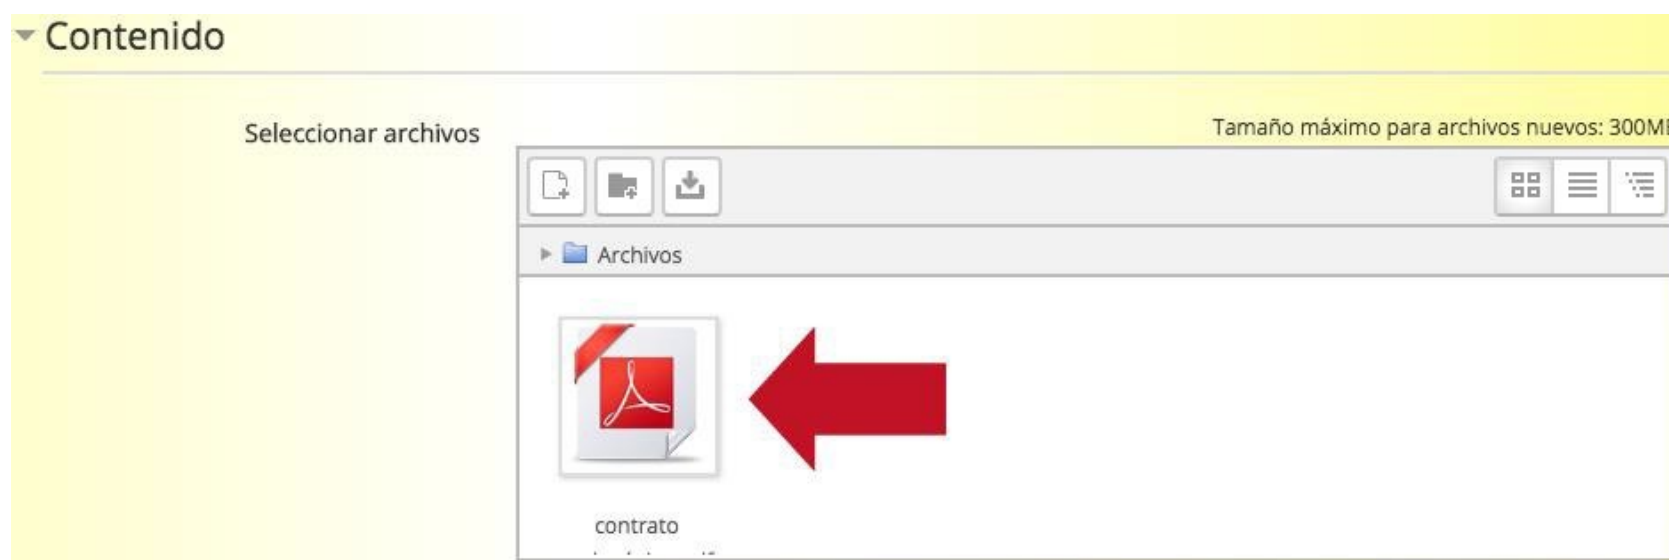 Contenido
Seleccionar archivos
Tamaño máximo para archivos nuevos: 300M
Archivos
contrato